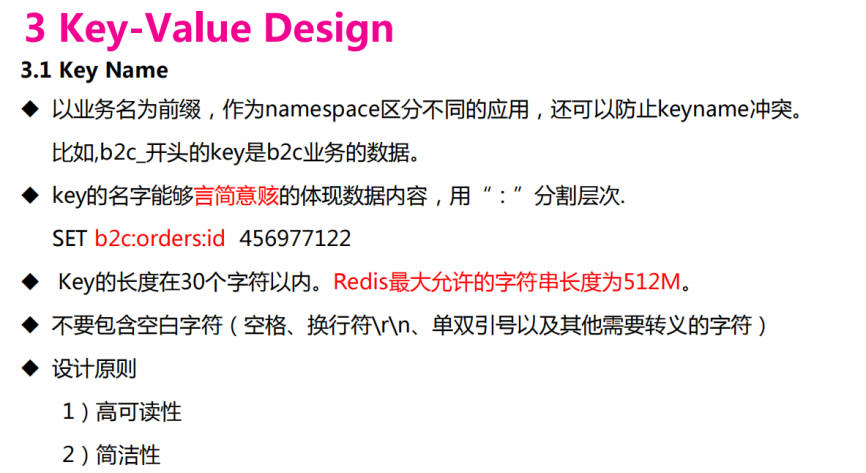 3 Key-Value Design
3.1 Key Name
◆ 以业务名为前缀，作为namespace区分不同的应用，还可以防止keyname冲突。
比如,b2c_开头的key是b2c业务的数据。
◆ key的名字能够言简意赅的体现数据内容，用“：”分割层次.
SET b2c:orders:id 456977122
◆ Key的长度在30个字符以内。Redis最大允许的字符串长度为512M。
◆ 不要包含空白字符（空格、换行符\r\n、单双引号以及其他需要转义的字符）
◆ 设计原则
1）高可读性
2）简洁性